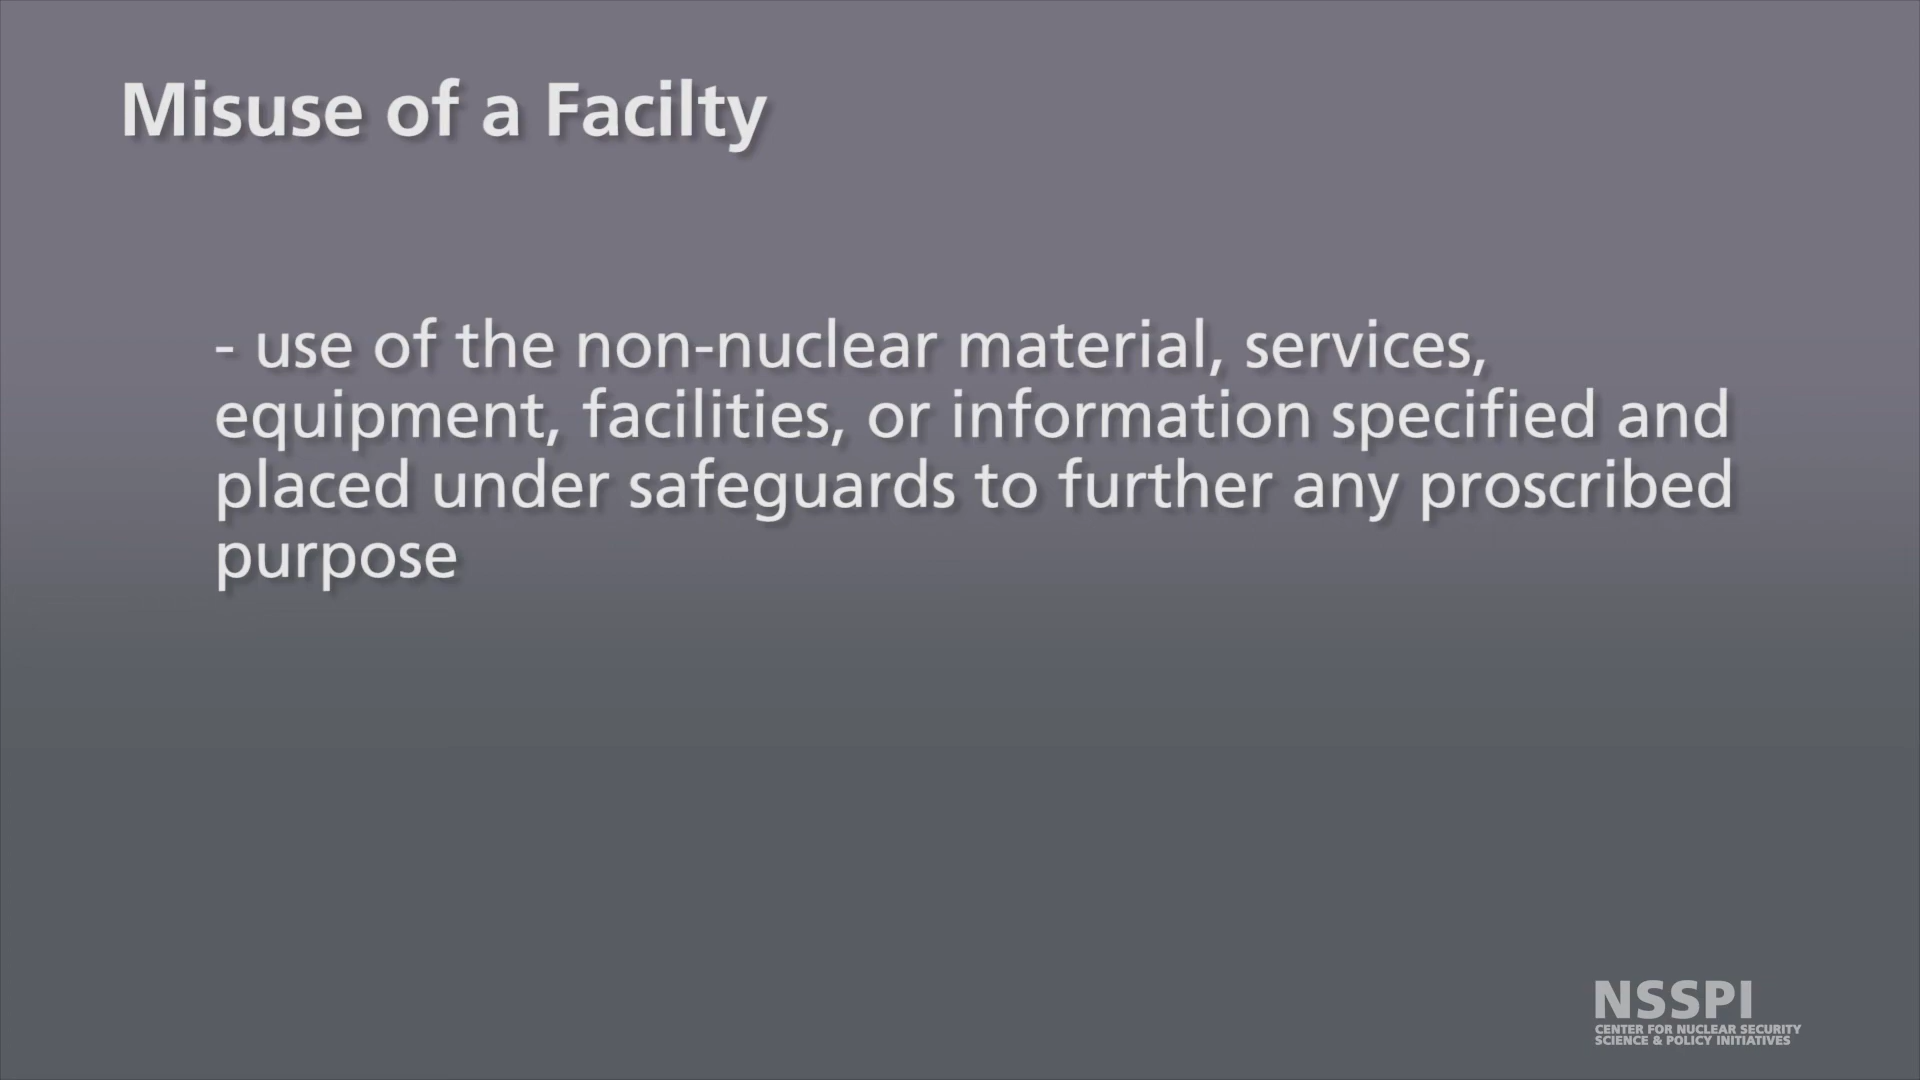 Misuse of a Facilty
- use of the non-nuclear material, services,
equipment, facilities, or information specified and
placed under safeguards to further any proscribed
purpose
NSSPI
CENTER FOR NUCLEAR SECURITY
SCIENCE & POLICY INITIATIVES